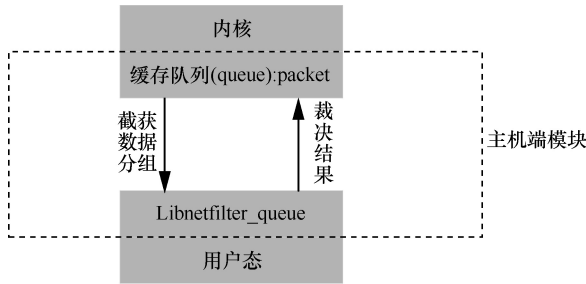 内核
缓存队列(queue):packet
截获
数据
分组
裁
决
结
果
主机端模块
Libnetfilter_queue
用户态